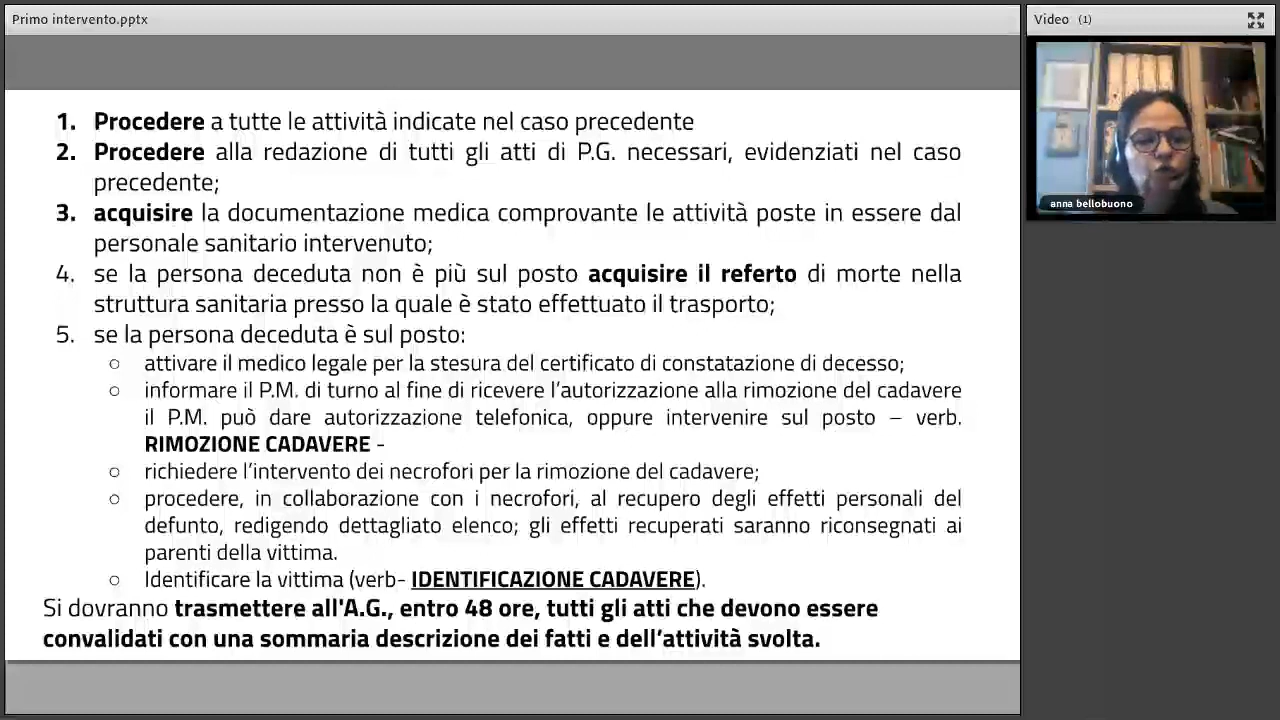 Primo intervento.pptx
Video (1)
1. Procedere a tutte le attività indicate nel caso precedente
2. Procedere alla redazione di tutti gli atti di P.G. necessari, evidenziati nel caso
precedente;
3. acquisire la documentazione medica comprovante le attività poste in essere dal
personale sanitario intervenuto;
4. se la persona deceduta non è più sul posto acquisire il referto di morte nella
struttura sanitaria presso la quale è stato effettuato il trasporto;
5. se la persona deceduta è sul posto:
○ attivare il medico legale per la stesura del certificato di constatazione di decesso;
○ informare il P.M. di turno al fine di ricevere l’autorizzazione alla rimozione del cadavere
il P.M. può dare autorizzazione telefonica, oppure intervenire sul posto – verb.
RIMOZIONE CADAVERE -
○ richiedere l’intervento dei necrofori per la rimozione del cadavere;
○ procedere, in collaborazione con i necrofori, al recupero degli effetti personali del
defunto, redigendo dettagliato elenco; gli effetti recuperati saranno riconsegnati ai
parenti della vittima.
○ Identificare la vittima (verb- IDENTIFICAZIONE CADAVERE).
Si dovranno trasmettere all'A.G., entro 48 ore, tutti gli atti che devono essere
convalidati con una sommaria descrizione dei fatti e dell’attività svolta.
anna bellobuono